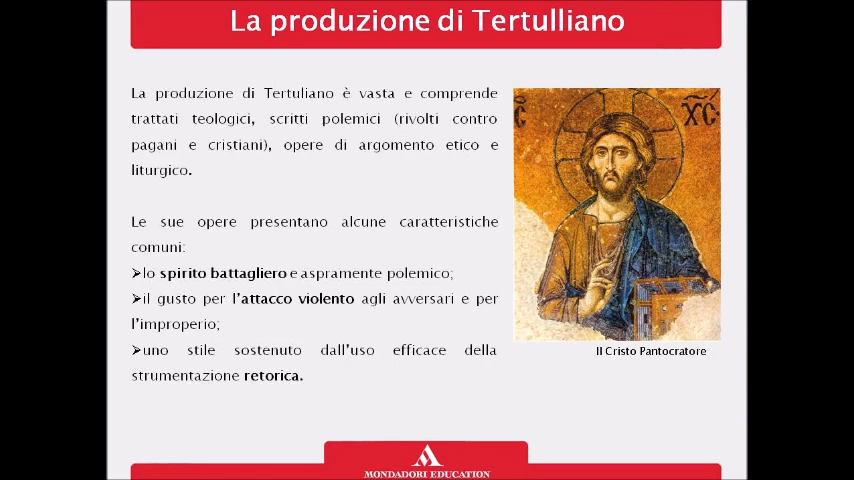 La produzione di Tertulliano
La produzione di Tertuliano è vasta e comprende
trattati teologici, scritti polemici (rivolti contro
pagani e cristiani), opere di argomento etico e
liturgico.
Le sue opere presentano alcune caratteristiche
comuni:
➢lo spirito battagliero e aspramente polemico;
➢il gusto per l'attacco violento agli avversari e per
l'improperio;
➢uno stile sostenuto dall'uso efficace della
strumentazione retorica.
X̅C̅
Il Cristo Pantocratore
MONDADORI EDUCATION